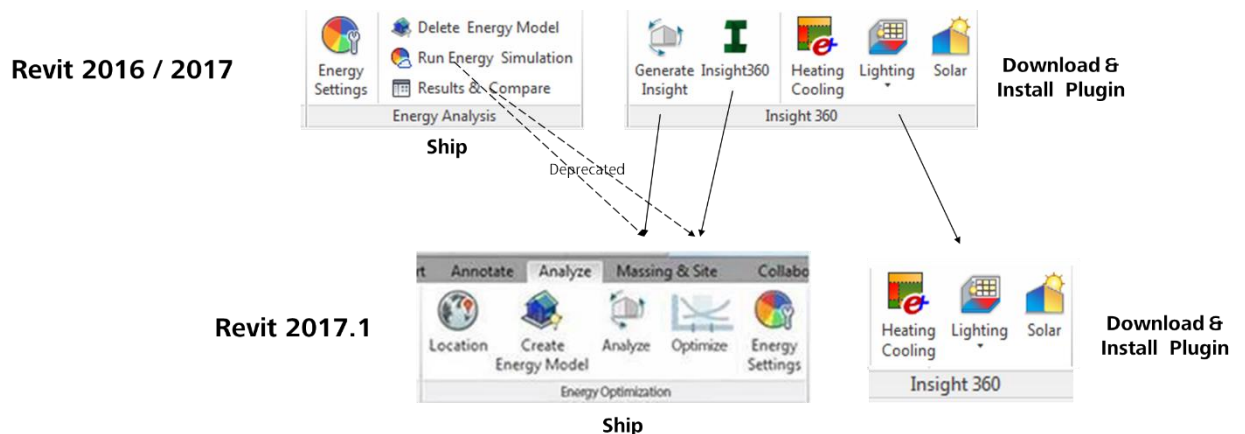 Revit 2016 / 2017
Energy
Settings
Delete Energy Model
Run Energy Simulation
Results & Compare
Energy Analysis
Ship
Generate
Insight
Insight360
Heating
Cooling
Lighting
Solar
Insight 360
Download &
Install Plugin
Deprecated
Revit 2017.1
rt
Annotate
Analyze
Massing & Site
Collabo
Location
Create
Energy Model
Analyze
Optimize
Energy
Settings
Energy Optimization
Ship
Heating
Cooling
Lighting
Solar
Insight 360
Download &
Install Plugin